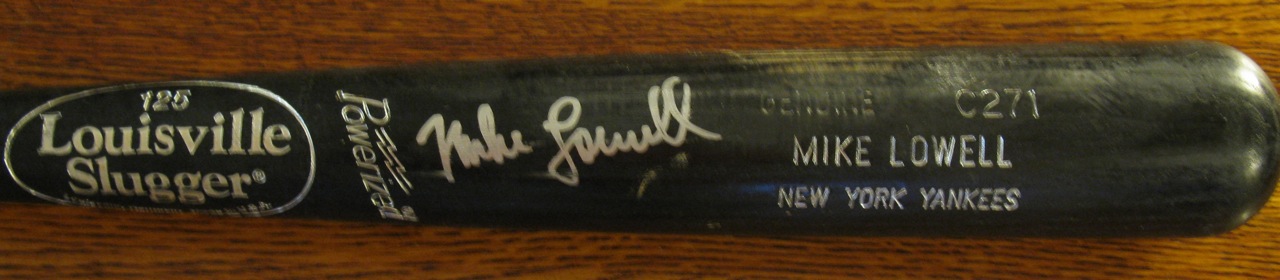 125
Louisville
Slugger®
Powerized
Mike Lowell
GENUINE C271
MIKE LOWELL
NEW YORK YANKEES